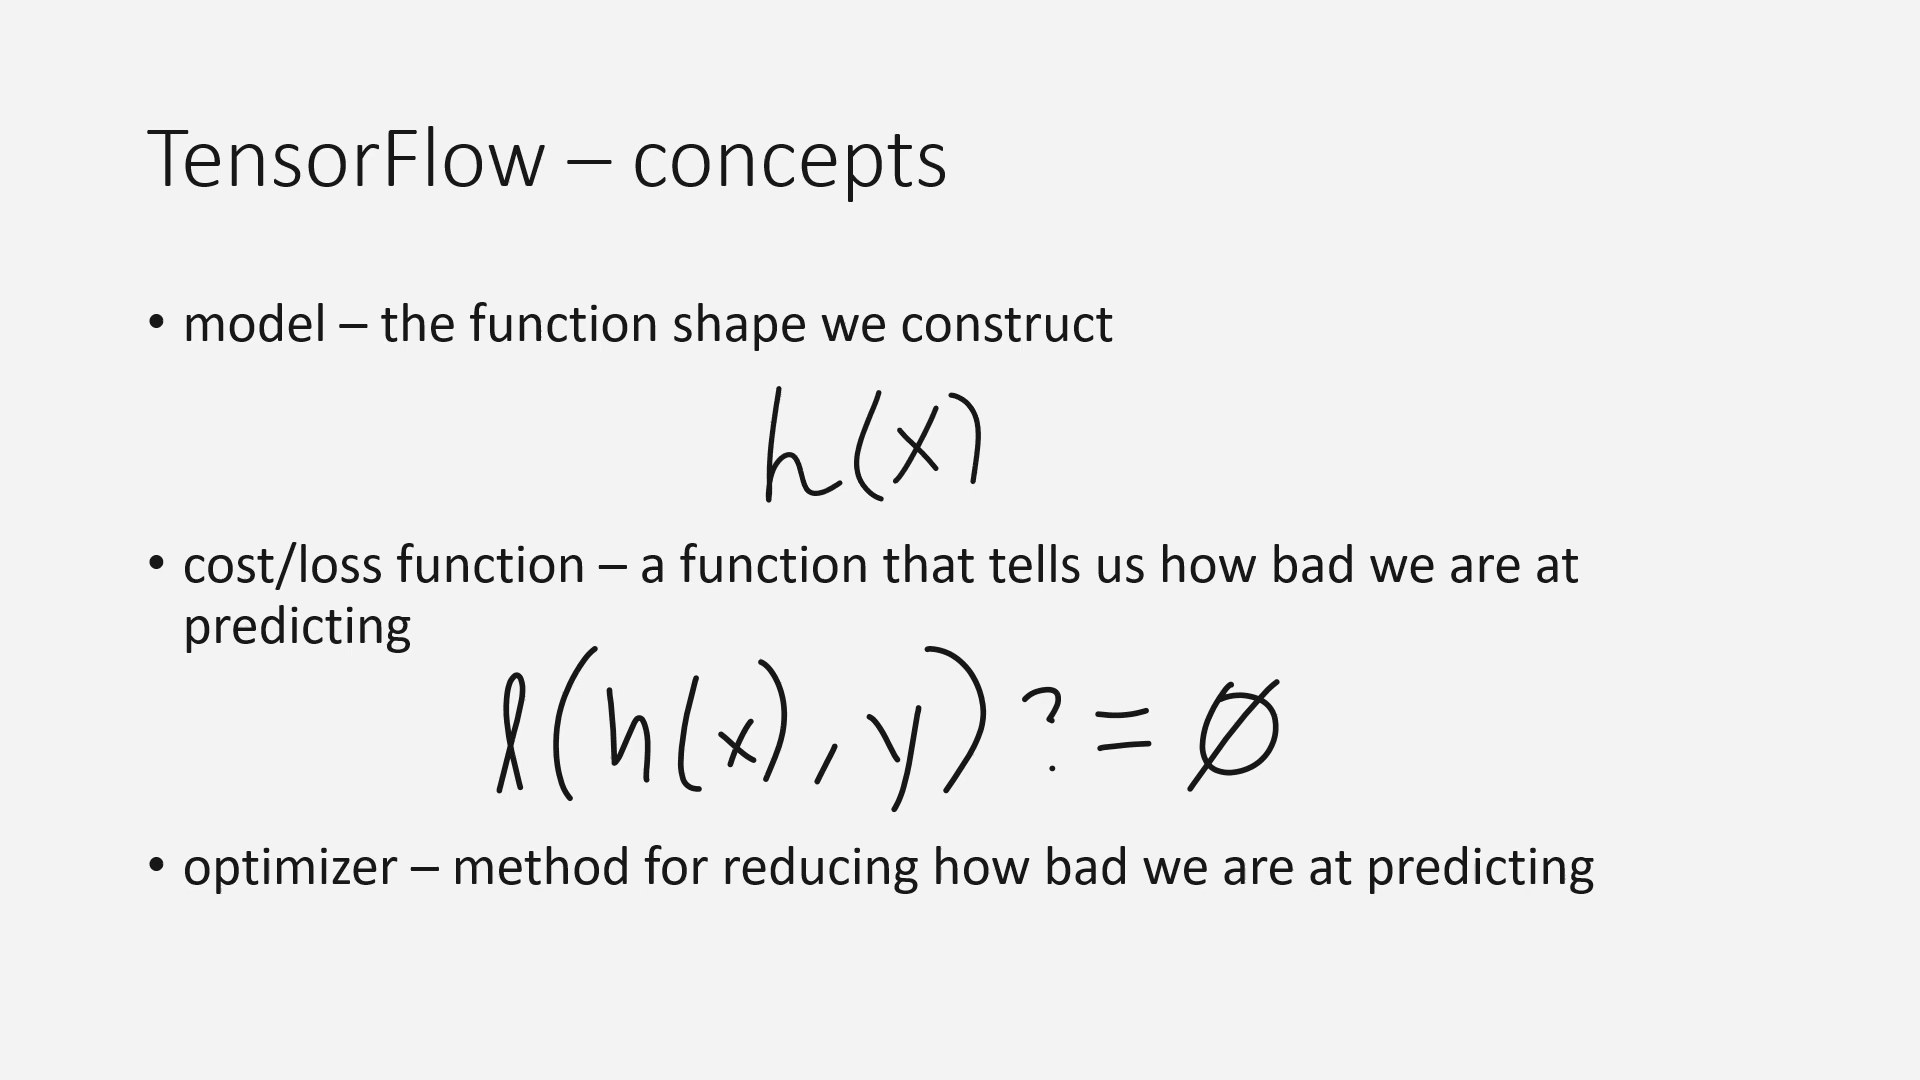 TensorFlow – concepts
• model – the function shape we construct
h(x)
• cost/loss function – a function that tells us how bad we are at
predicting
l(h(x), y) ?= Ø
• optimizer – method for reducing how bad we are at predicting